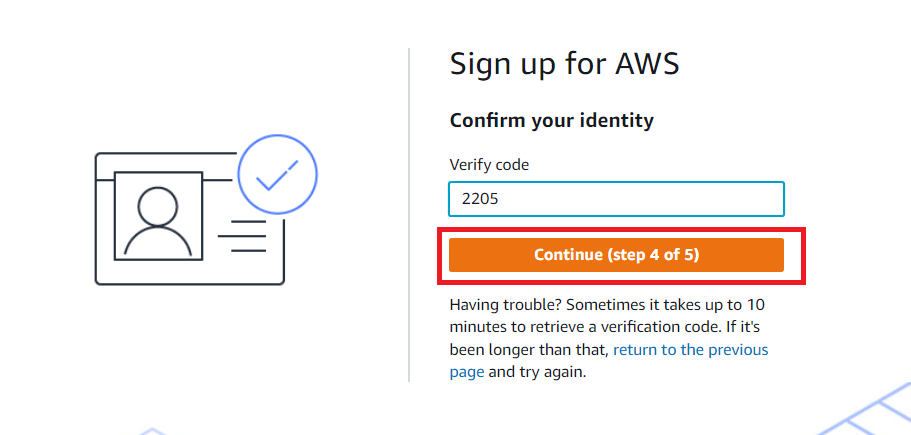 Sign up for AWS
Confirm your identity
Verify code
2205
Continue (step 4 of 5)
Having trouble? Sometimes it takes up to 10
minutes to retrieve a verification code. If it's
been longer than that, return to the previous
page and try again.